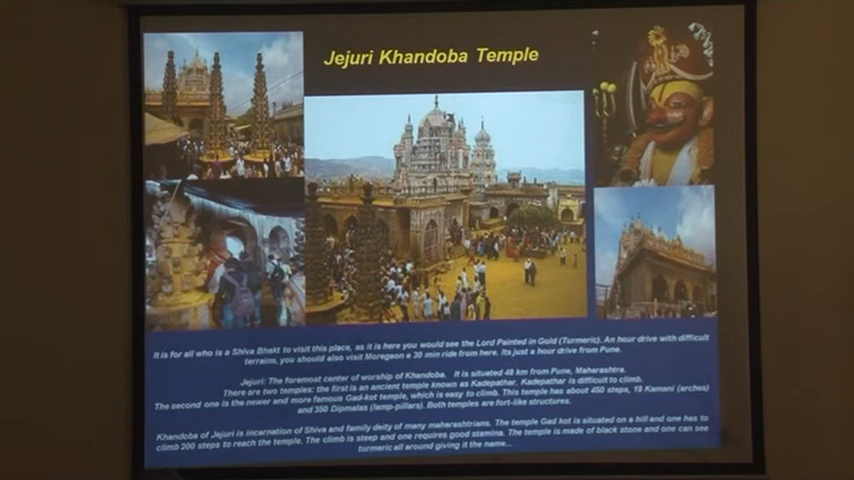 Jejuri Khandoba Temple
It is for all who is a Shiva Bhakt to visit this place, as it is here you would see the Lord Painted in Gold (Turmeric). An hour drive with difficult
terrains, you should also visit Moregeon a 30 min ride from here. Its just a hour drive from Pune.
Jejuri: The foremost center of worship of Khandoba. It is situated 48 km from Pune, Maharashtra.
There are two temples: the first is an ancient temple known as Kadepathar. Kadepathar is difficult to climb.
The second one is the newer and more famous Gad-kot temple, which is easy to climb. This temple has about 450 steps, 18 Kamani (arches)
and 350 Dipmalas (lamp-pillars). Both temples are fort-like structures.
Khandoba of Jejuri is incarnation of Shiva and family deity of many maharashtrians. The temple Gad kot is situated on a hill and one has to
climb 200 steps to reach the temple. The climb is steep and one requires good stamina. The temple is made of black stone and one can see
turmeric all around giving it the name...